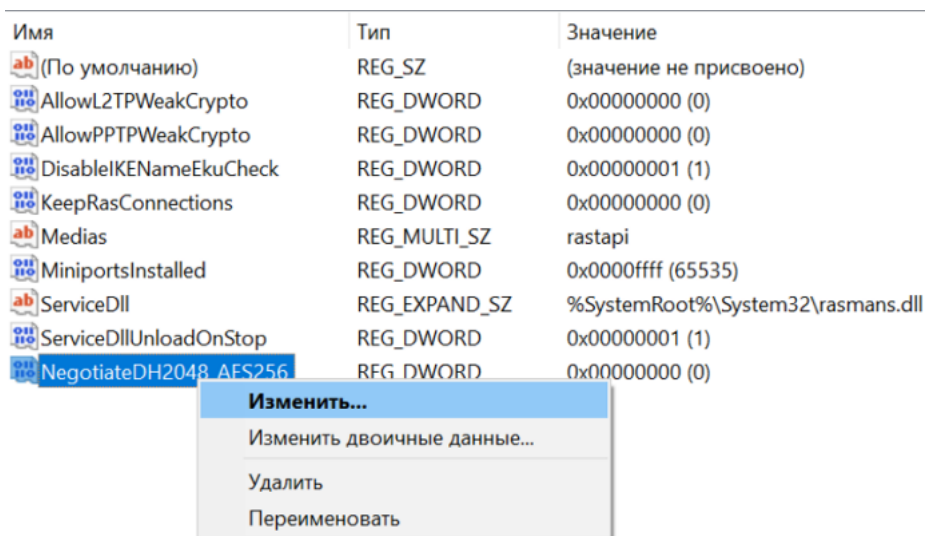 Имя Тип Значение
(По умолчанию) REG_SZ (значение не присвоено)
AllowL2TPWeakCrypto REG_DWORD 0x00000000 (0)
AllowPPTPWeakCrypto REG_DWORD 0x00000000 (0)
DisableIKENameEkuCheck REG_DWORD 0x00000001 (1)
KeepRasConnections REG_DWORD 0x00000000 (0)
Medias REG_MULTI_SZ rastapi
MiniportsInstalled REG_DWORD 0x0000ffff (65535)
ServiceDll REG_EXPAND_SZ %SystemRoot%\System32\rasmans.dll
ServiceDllUnloadOnStop REG_DWORD 0x00000001 (1)
NegotiateDH2048_AES256 REG_DWORD 0x00000000 (0)
Изменить...
Изменить двоичные данные...
Удалить
Переименовать